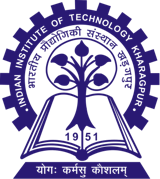 INDIAN INSTITUTE OF TECHNOLOGY KHARAGPUR
भारतीय प्रौद्योगिकी संस्थान खड़गपुर
1951
योगः कर्मसु कौशलम्